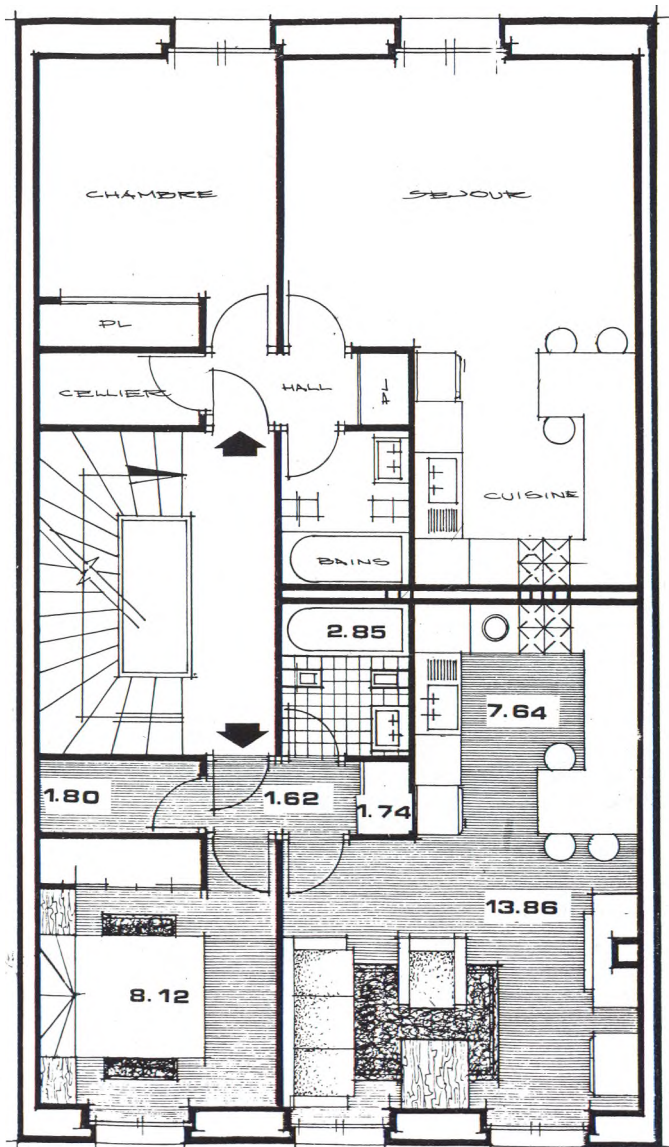 CHAMBRE
SEJOUR
PL
CELLIER
HALL
CUISINE
BAINS
2.85
7.64
1.80
1.62
1.74
13.86
8.12